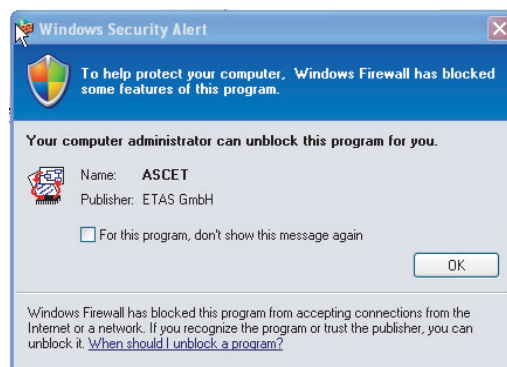 Windows Security Alert
To help protect your computer, Windows Firewall has blocked
some features of this program.
Your computer administrator can unblock this program for you.
Name: ASCET
Publisher: ETAS GmbH
For this program, don't show this message again
OK
Windows Firewall has blocked this program from accepting connections from the
Internet or a network. If you recognize the program or trust the publisher, you can
unblock it. When should I unblock a program?